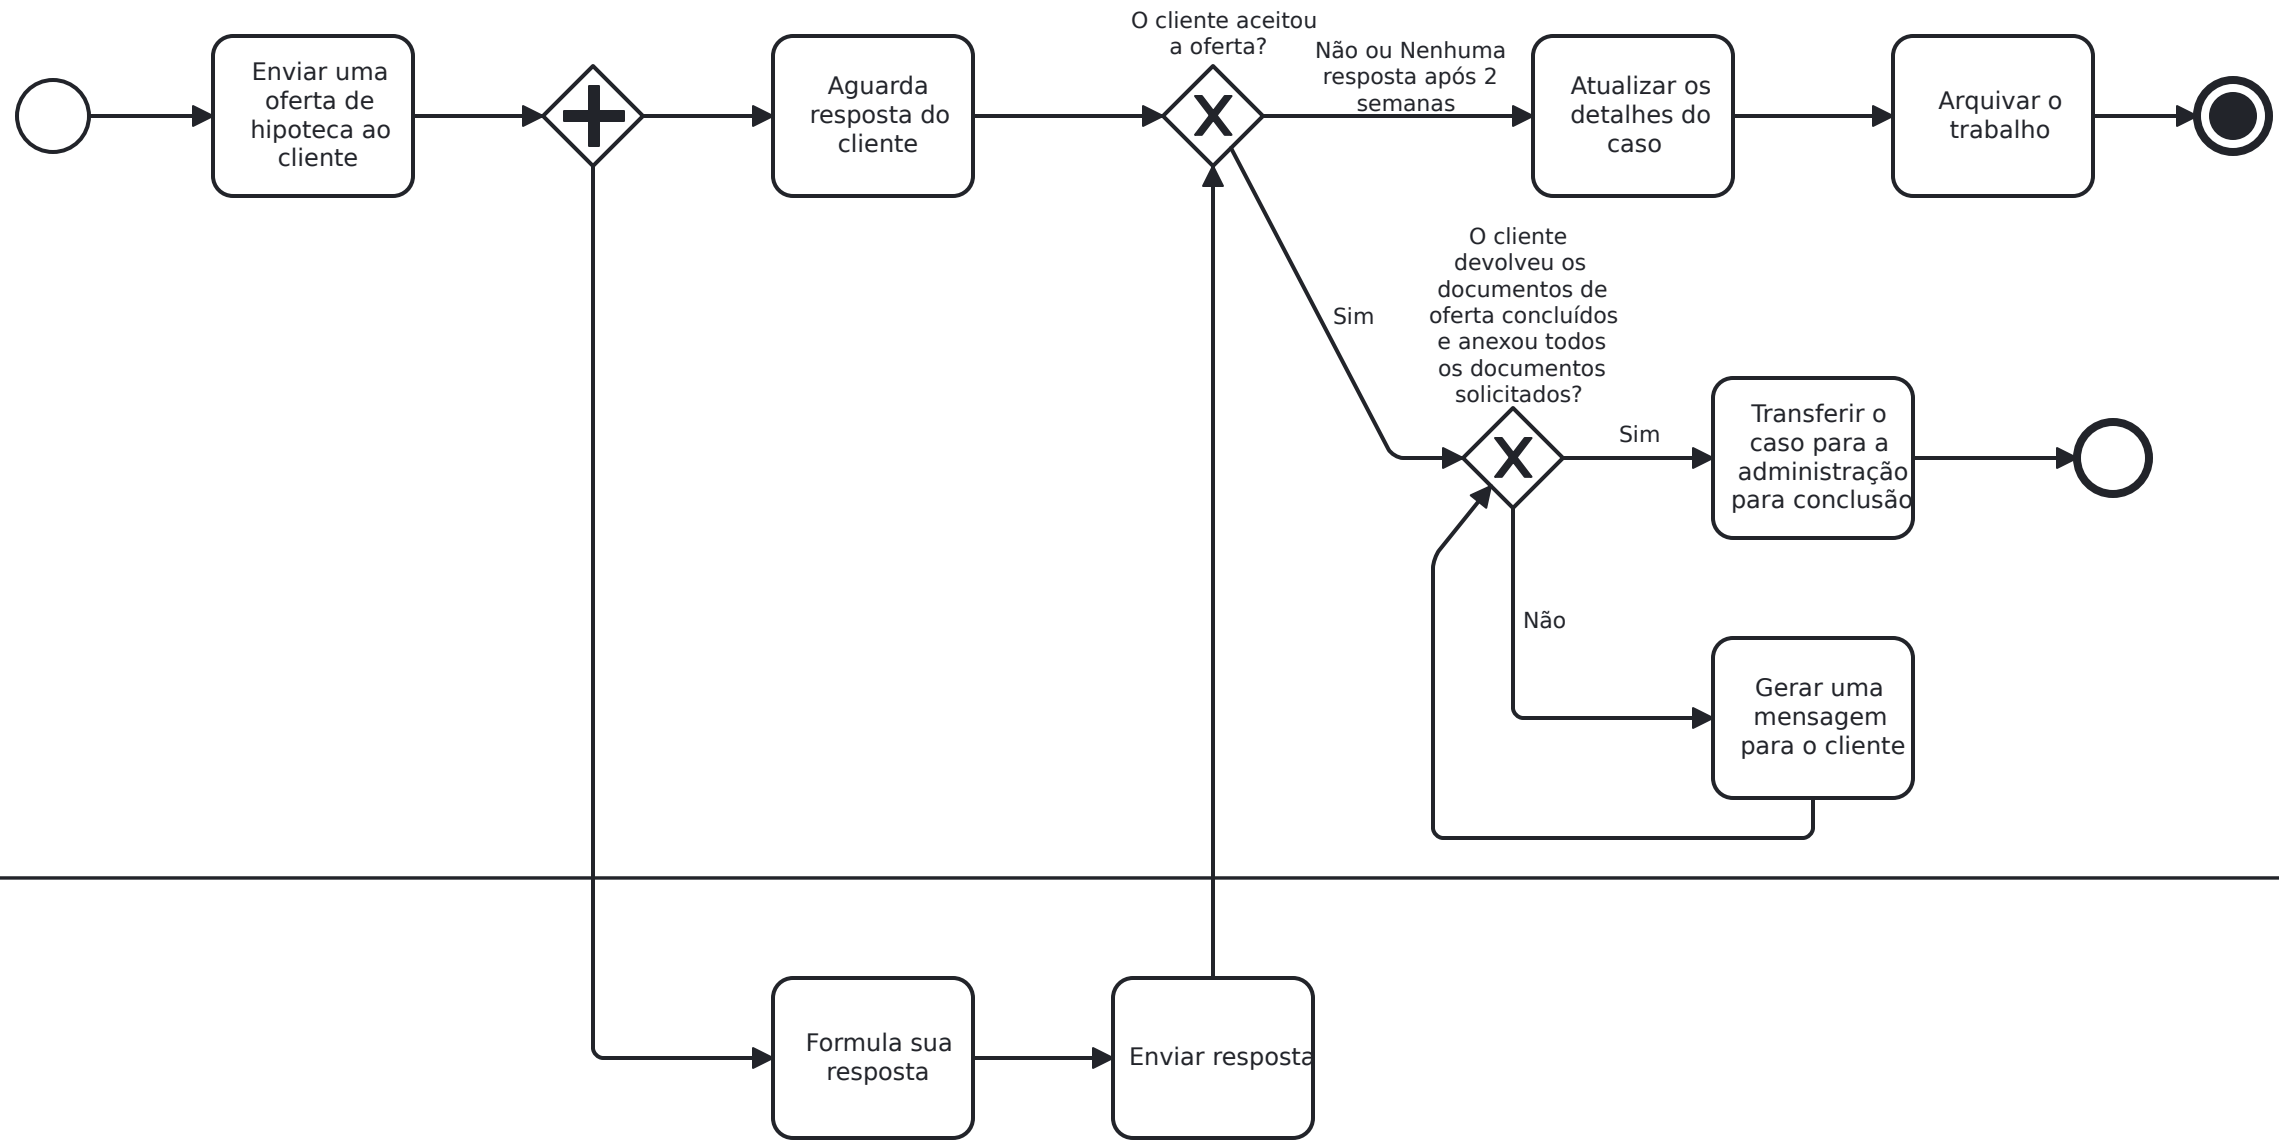 Enviar uma
oferta de
hipoteca ao
cliente
Aguarda
resposta do
cliente
O cliente aceitou
a oferta?
Não ou Nenhuma
resposta após 2
semanas
Atualizar os
detalhes do
caso
Arquivar o
trabalho
Sim
O cliente
devolveu os
documentos de
oferta concluídos
e anexou todos
os documentos
solicitados?
Sim
Transferir o
caso para a
administração
para conclusão
Não
Gerar uma
mensagem
para o cliente
Formula sua
resposta
Enviar resposta